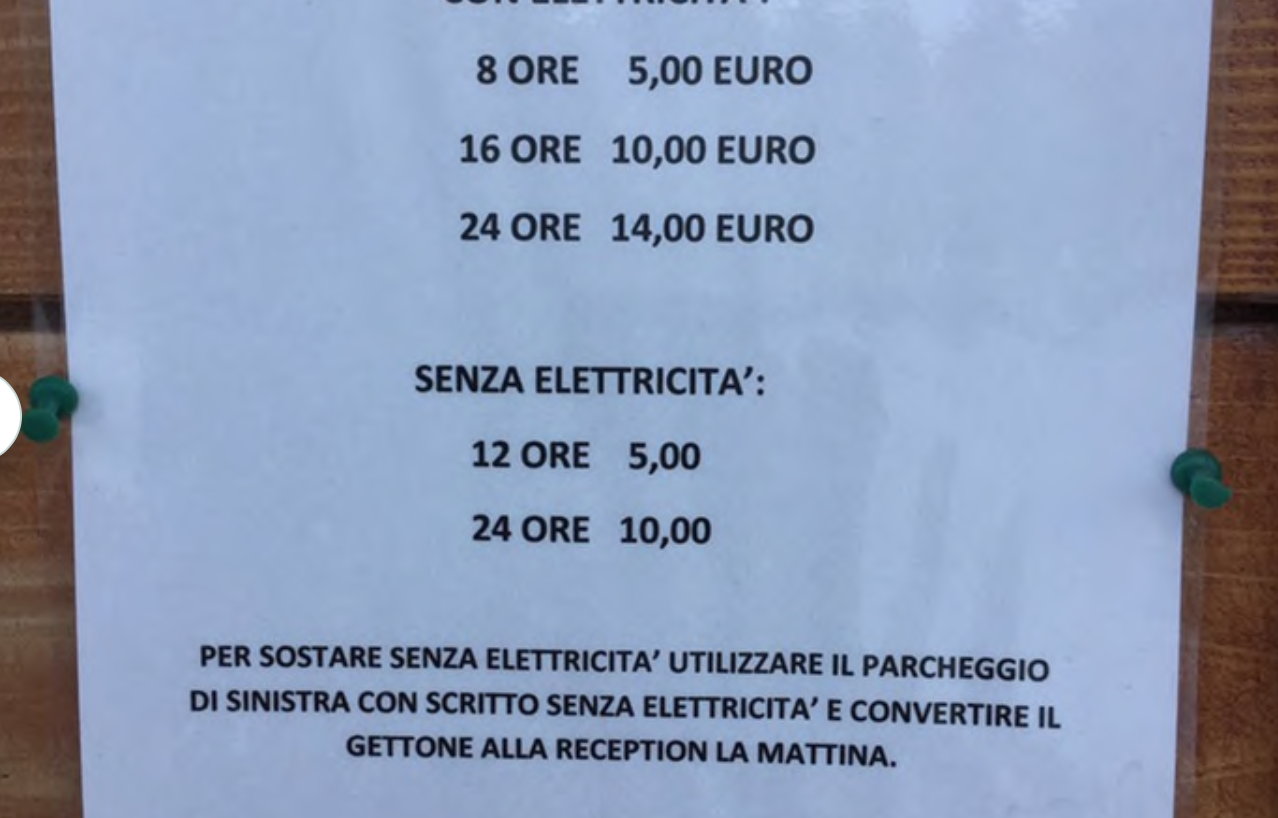 CON ELETTRICITA':
8 ORE 5,00 EURO
16 ORE 10,00 EURO
24 ORE 14,00 EURO
SENZA ELETTRICITA':
12 ORE 5,00
24 ORE 10,00
PER SOSTARE SENZA ELETTRICITA' UTILIZZARE IL PARCHEGGIO
DI SINISTRA CON SCRITTO SENZA ELETTRICITA' E CONVERTIRE IL
GETTONE ALLA RECEPTION LA MATTINA.